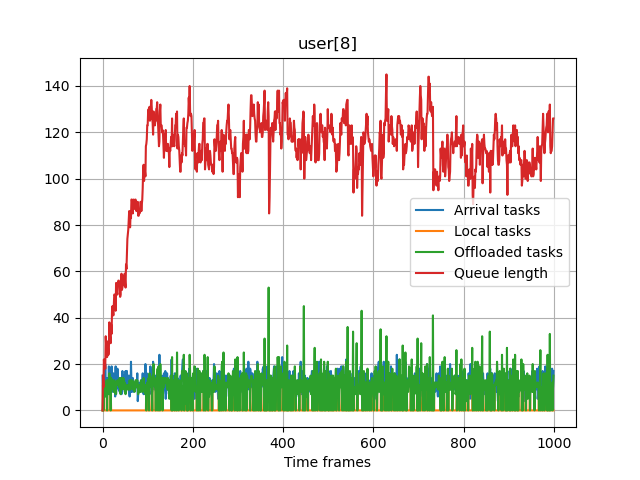 user[8]
140
120
100
80
60
40
20
0
Arrival tasks
Local tasks
Offloaded tasks
Queue length
0 200 400 600 800 1000
Time frames